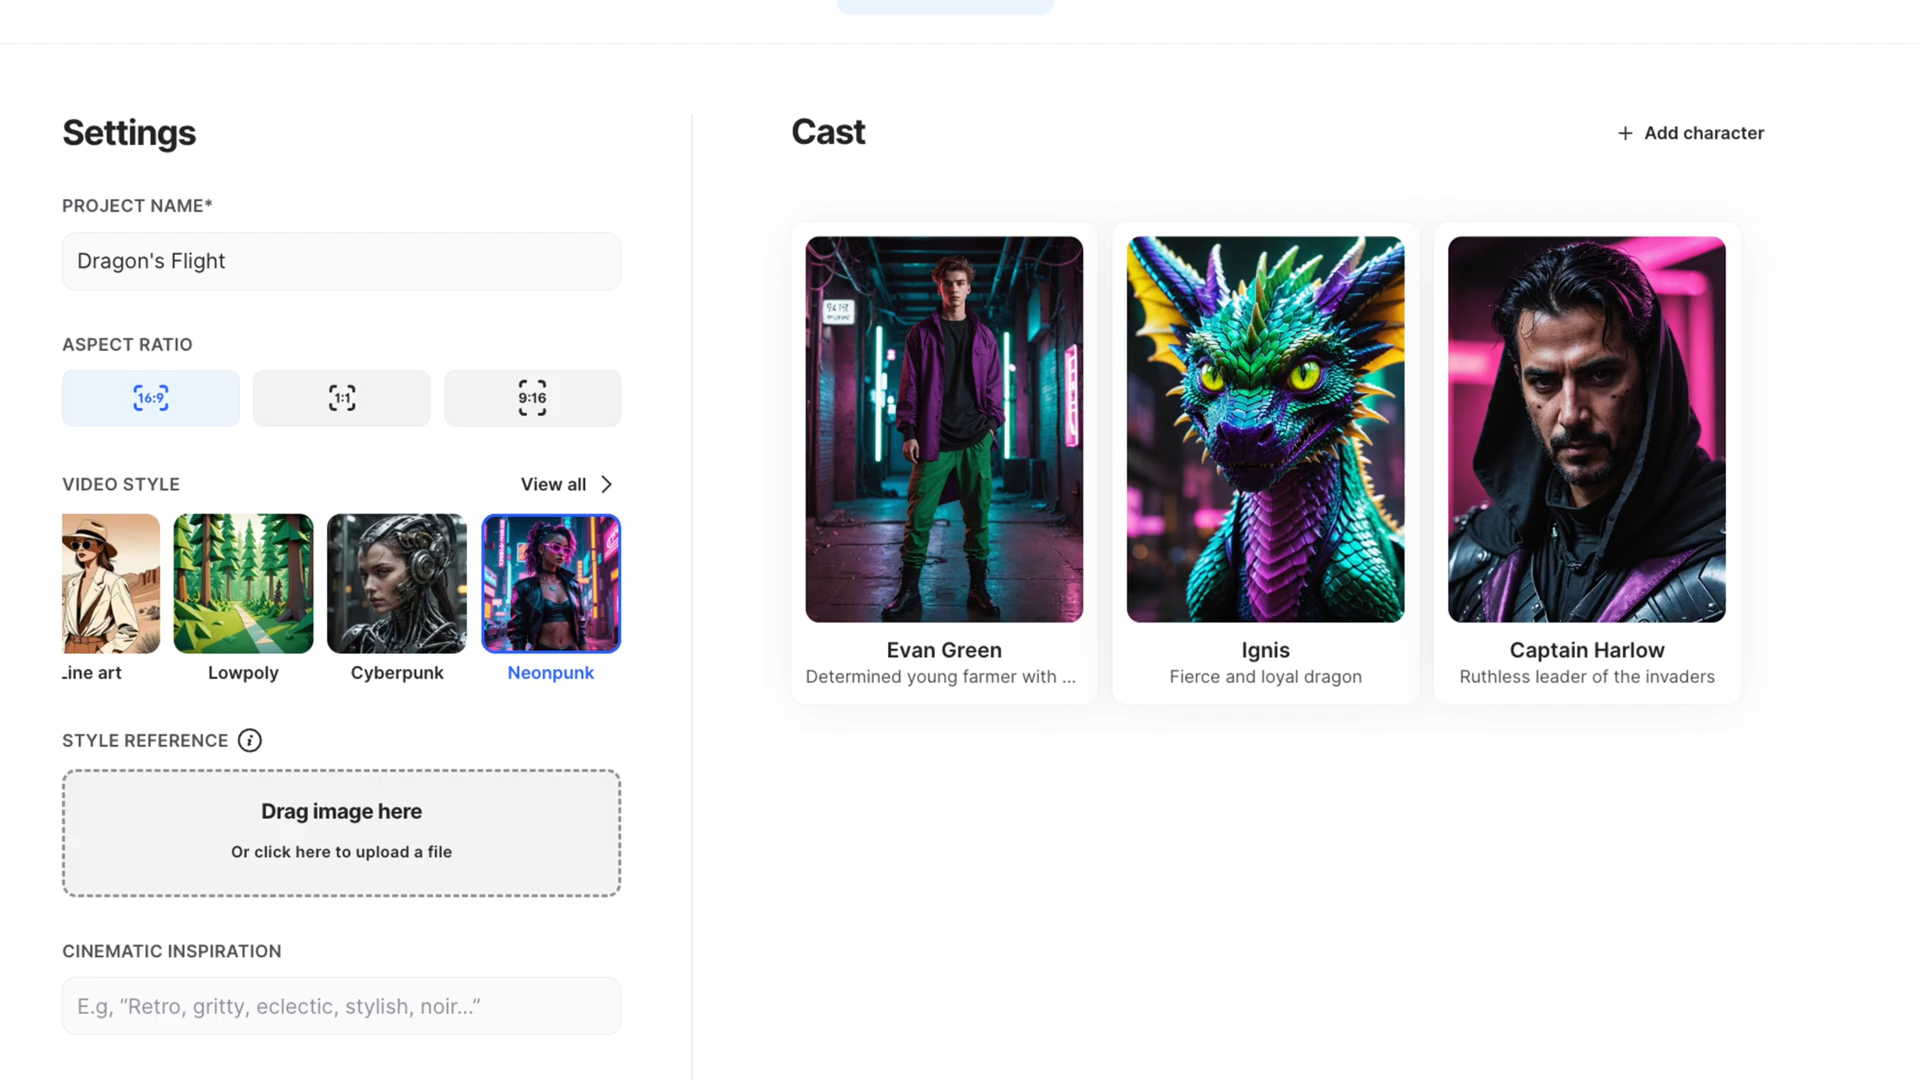 Settings
PROJECT NAME*
Dragon's Flight
ASPECT RATIO
16:9
1:1
9:16
VIDEO STYLE
View all
Line art
Lowpoly
Cyberpunk
Neonpunk
STYLE REFERENCE
Drag image here
Or click here to upload a file
CINEMATIC INSPIRATION
E.g, “Retro, gritty, eclectic, stylish, noir...”
Cast
+ Add character
Evan Green
Determined young farmer with ...
Ignis
Fierce and loyal dragon
Captain Harlow
Ruthless leader of the invaders